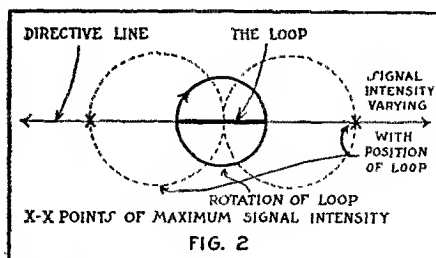 DIRECTIVE LINE
THE LOOP
SIGNAL
INTENSITY
VARYING
X
X
WITH
POSITION
OF LOOP
ROTATION OF LOOP
X-X POINTS OF MAXIMUM SIGNAL INTENSITY
FIG. 2